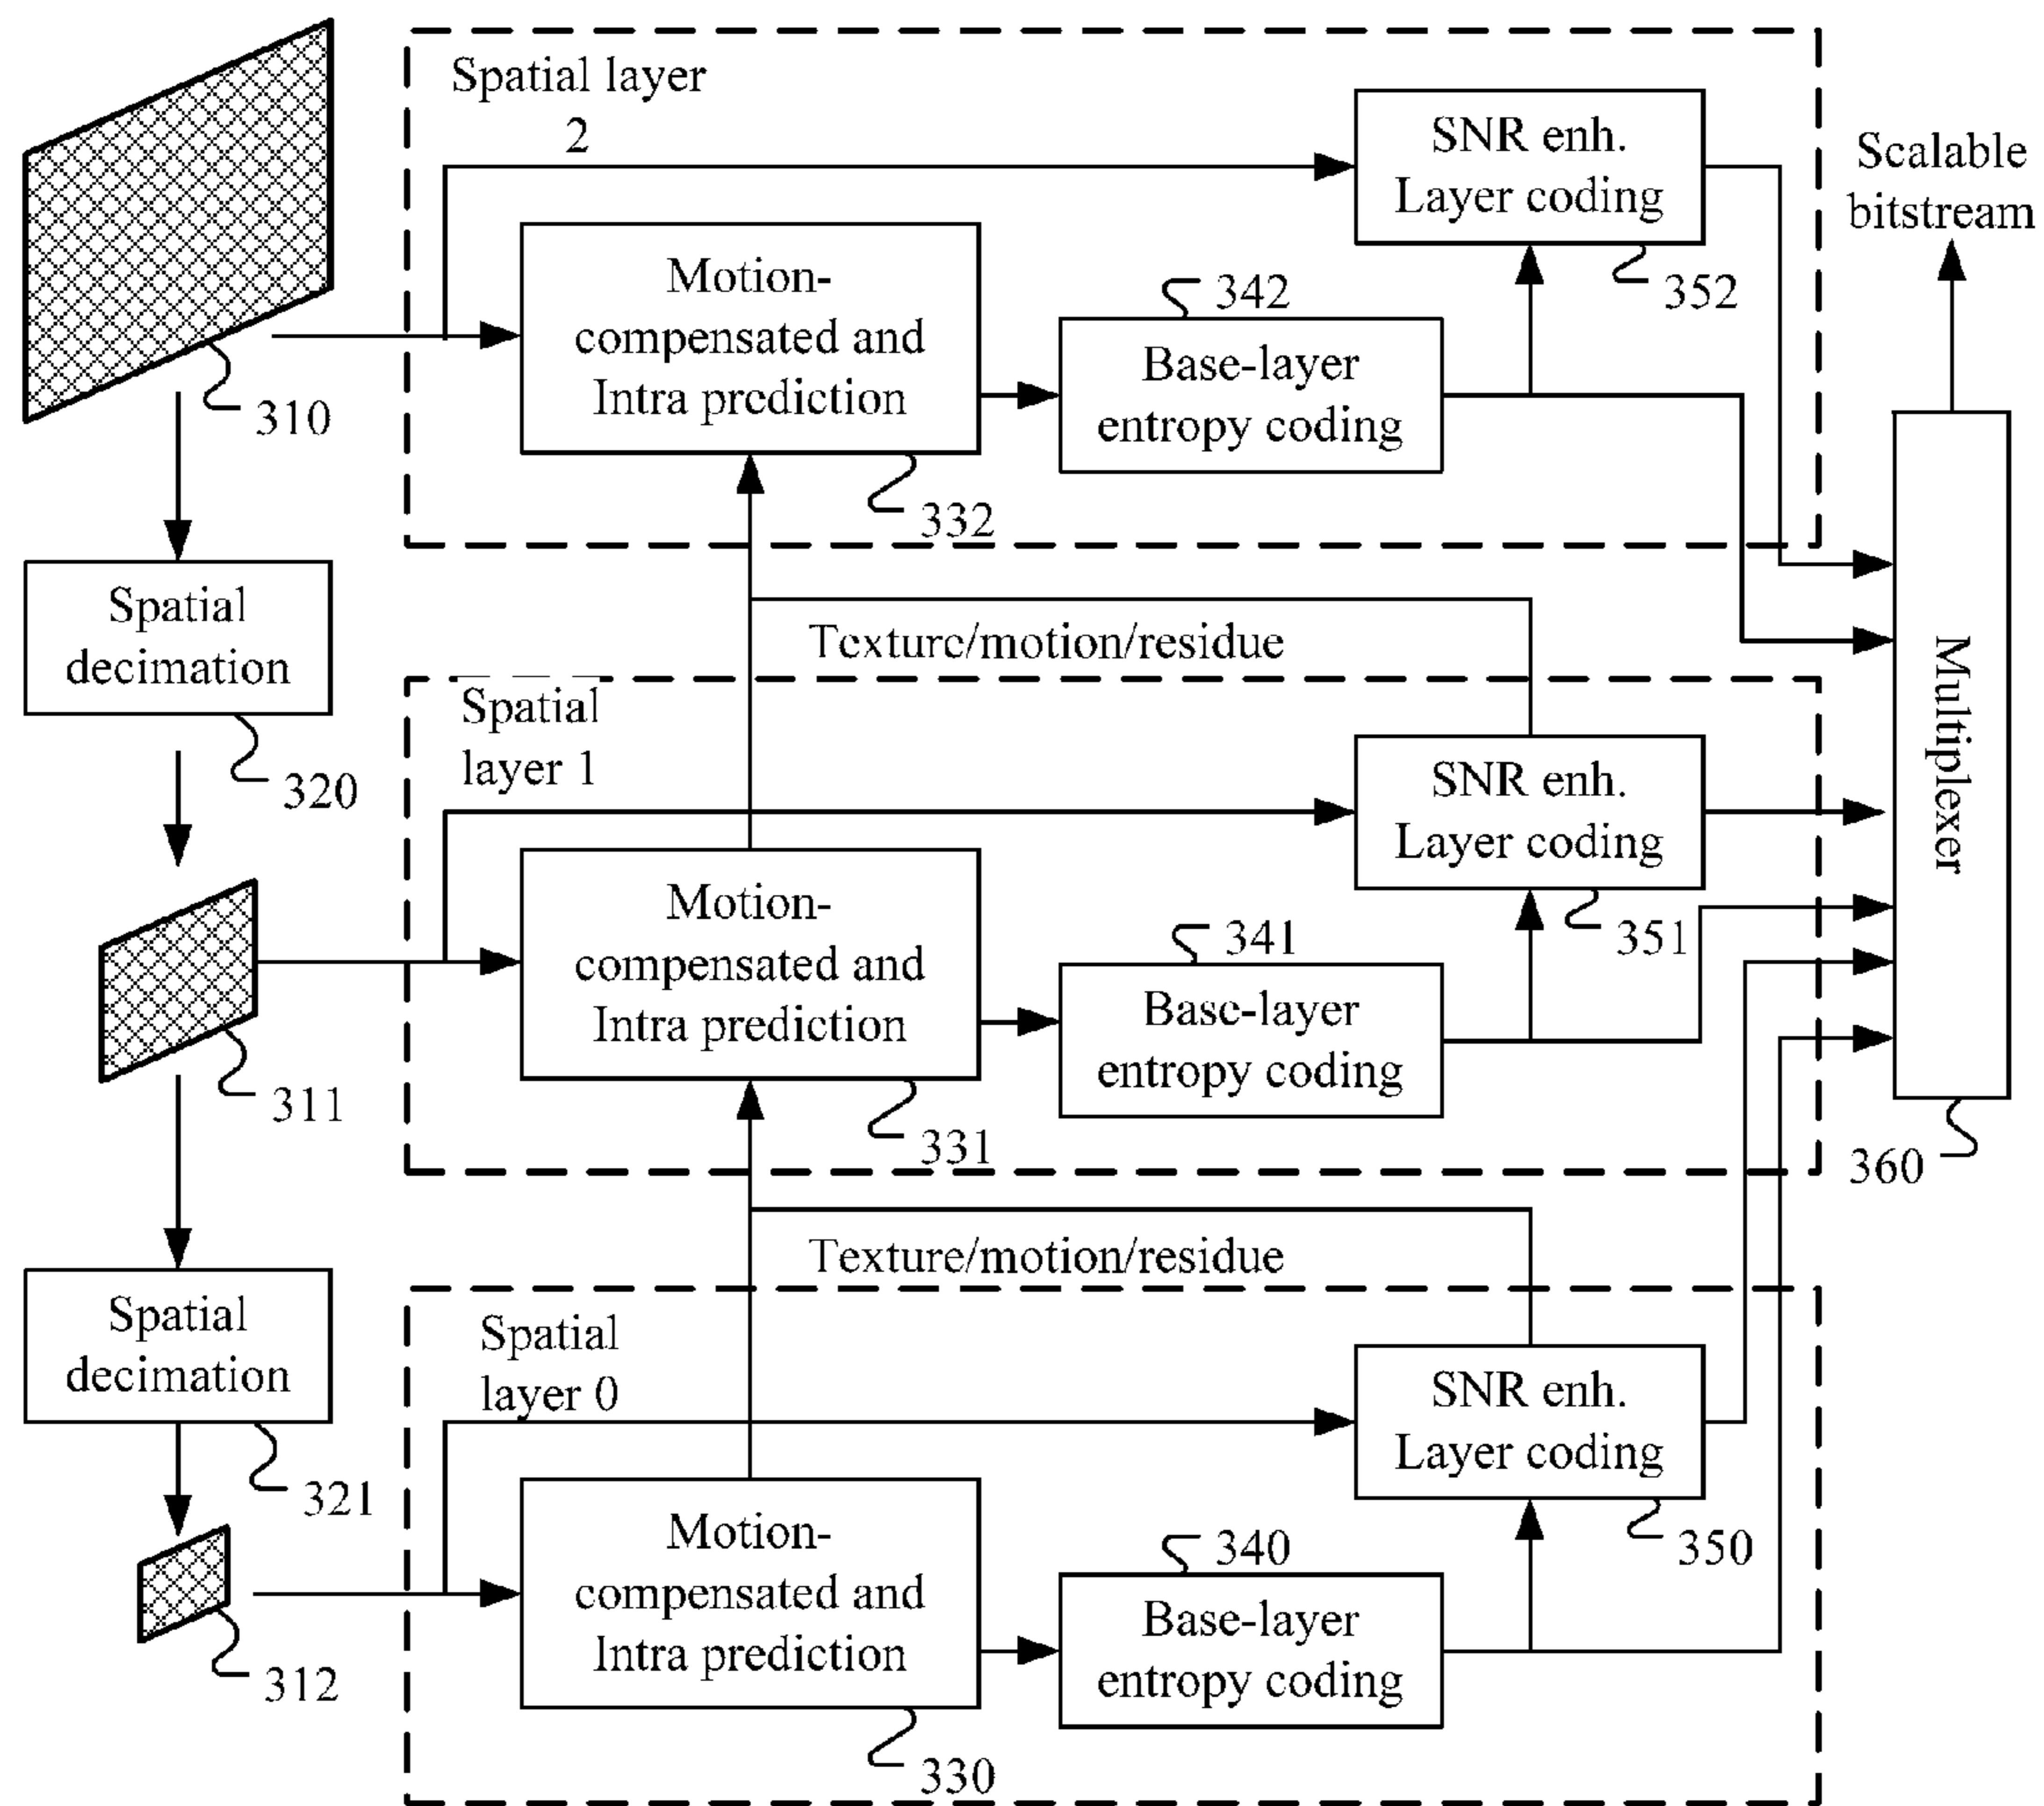 Spatial layer
2
SNR enh.
Layer coding
352
Scalable
bitstream
Motion-
compensated and
Intra prediction
332
342
Base-layer
entropy coding
310
Spatial
decimation
320
Texture/motion/residue
Multiplexer
360
Spatial
layer 1
SNR enh.
Layer coding
351
Motion-
compensated and
Intra prediction
331
341
Base-layer
entropy coding
311
Texture/motion/residue
Spatial
decimation
321
Spatial
layer 0
SNR enh.
Layer coding
350
Motion-
compensated and
Intra prediction
330
340
Base-layer
entropy coding
312